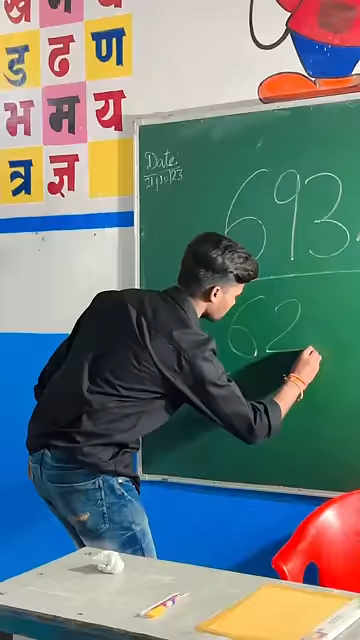 ख ग घ
ड ढ ण
भ म य
त्र ज्ञ
Date:
693
62